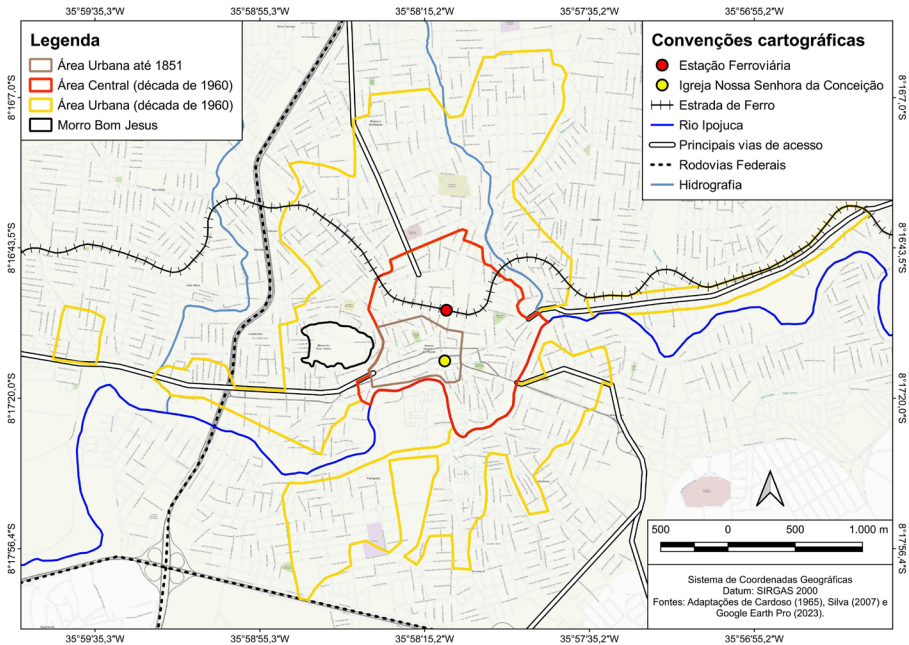 35°59'35,3"W
35°58'55,3"W
35°58'15,2"W
35°57'35,2"W
35°56'55,2"W
Legenda
Área Urbana até 1851
Área Central (década de 1960)
Área Urbana (década de 1960)
Morro Bom Jesus
Convenções cartográficas
Estação Ferroviária
Igreja Nossa Senhora da Conceição
Estrada de Ferro
Rio Ipojuca
Principais vias de acesso
Rodovias Federais
Hidrografia
8°16'7,0"S
8°16'7,0"S
8°16'43,5"S
8°16'43,5"S
8°17'20,0"S
8°17'20,0"S
8°17'56,4"S
8°17'56,4"S
500
0
500
1.000 m
Sistema de Coordenadas Geográficas
Datum: SIRGAS 2000
Fontes: Adaptações de Cardoso (1965), Silva (2007) e
Google Earth Pro (2023).
35°59'35,3"W
35°58'55,3"W
35°58'15,2"W
35°57'35,2"W
35°56'55,2"W